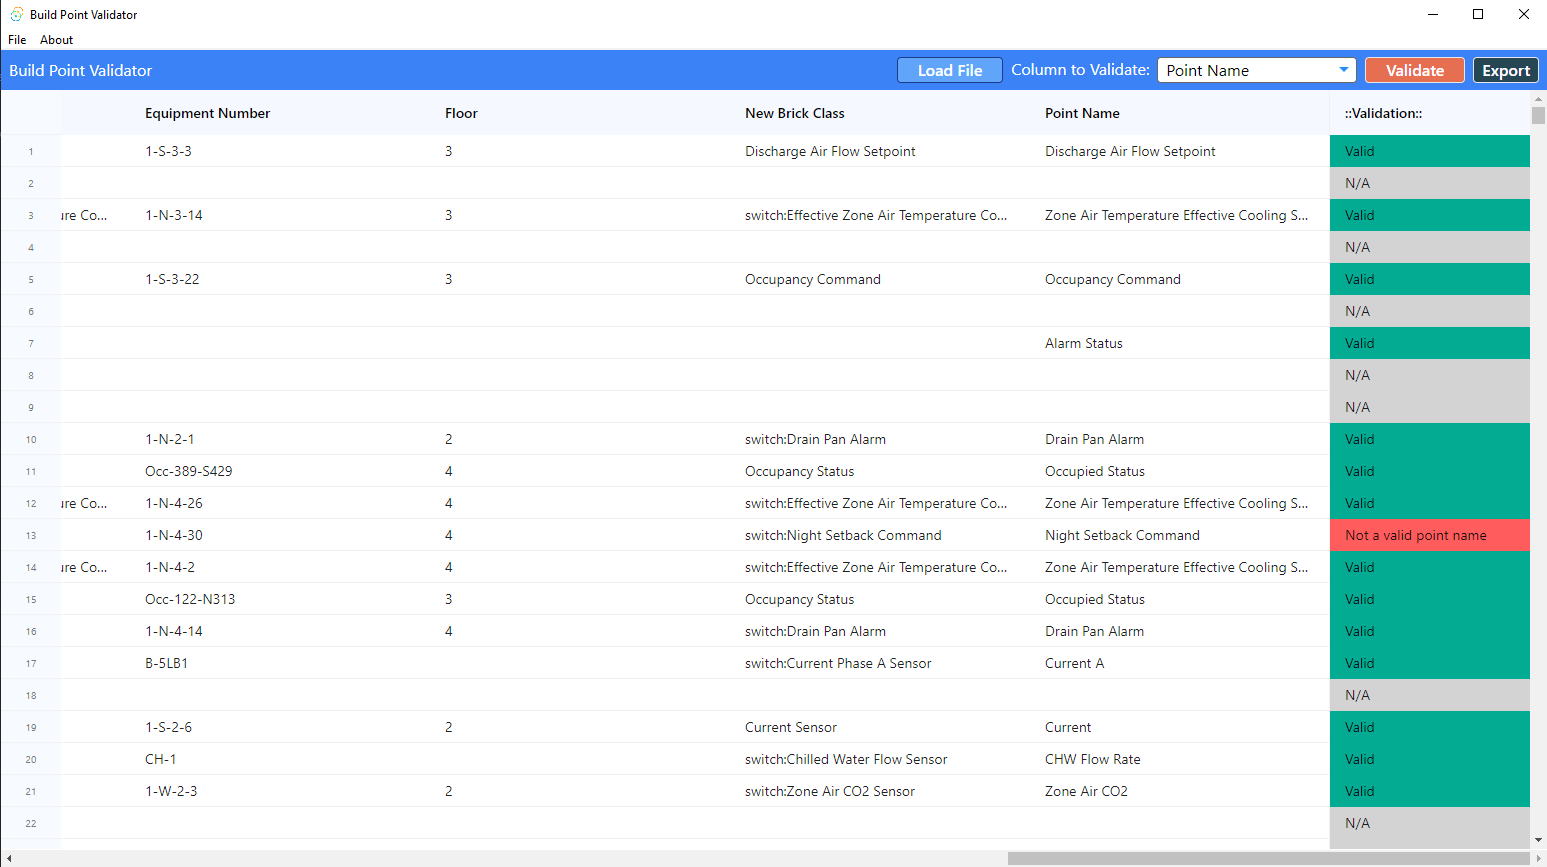 Build Point Validator
File About
Build Point Validator Load File Column to Validate: Point Name Validate Export
Equipment Number Floor New Brick Class Point Name ::Validation::
1 1-S-3-3 3 Discharge Air Flow Setpoint Discharge Air Flow Setpoint Valid
2 N/A
3 ure Co... 1-N-3-14 3 switch:Effective Zone Air Temperature Co... Zone Air Temperature Effective Cooling S... Valid
4 N/A
5 1-S-3-22 3 Occupancy Command Occupancy Command Valid
6 N/A
7 Alarm Status Valid
8 N/A
9 N/A
10 1-N-2-1 2 switch:Drain Pan Alarm Drain Pan Alarm Valid
11 Occ-389-S429 4 Occupancy Status Occupied Status Valid
12 ure Co... 1-N-4-26 4 switch:Effective Zone Air Temperature Co... Zone Air Temperature Effective Cooling S... Valid
13 1-N-4-30 4 switch:Night Setback Command Night Setback Command Not a valid point name
14 ure Co... 1-N-4-2 4 switch:Effective Zone Air Temperature Co... Zone Air Temperature Effective Cooling S... Valid
15 Occ-122-N313 3 Occupancy Status Occupied Status Valid
16 1-N-4-14 4 switch:Drain Pan Alarm Drain Pan Alarm Valid
17 B-5LB1 switch:Current Phase A Sensor Current A Valid
18 N/A
19 1-S-2-6 2 Current Sensor Current Valid
20 CH-1 switch:Chilled Water Flow Sensor CHW Flow Rate Valid
21 1-W-2-3 2 switch:Zone Air CO2 Sensor Zone Air CO2 Valid
22 N/A